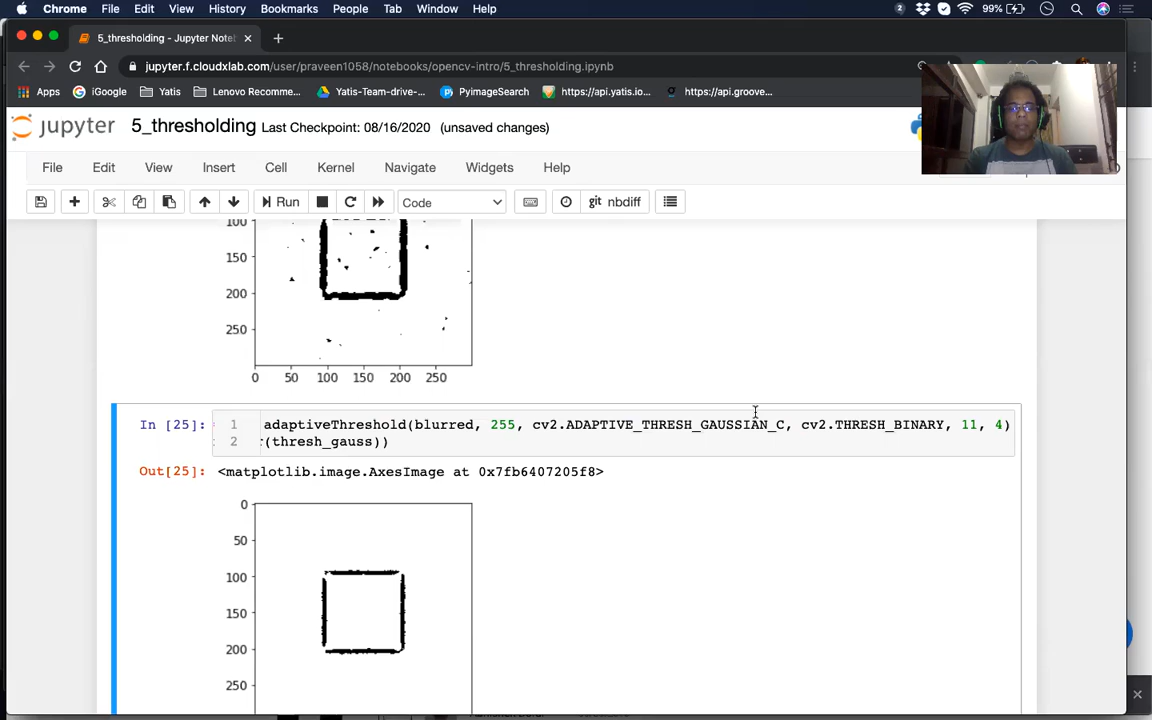 Chrome File Edit View History Bookmarks People Tab Window Help 2 99%
5_thresholding - Jupyter Note
jupyter.f.cloudxlab.com/user/praveen1058/notebooks/opencv-intro/5_thresholding.ipynb
Apps iGoogle Yatis Lenovo Recomme... Yatis-Team-drive-... PyimageSearch https://api.yatis.io... https://api.groove...
jupyter 5_thresholding Last Checkpoint: 08/16/2020 (unsaved changes)
File Edit View Insert Cell Kernel Navigate Widgets Help
Run Code git nbdiff
100
150
200
250
0 50 100 150 200 250
In [25]: 1 adaptiveThreshold(blurred, 255, cv2.ADAPTIVE_THRESH_GAUSSIAN_C, cv2.THRESH_BINARY, 11, 4)
2 r(thresh_gauss))
Out[25]: <matplotlib.image.AxesImage at 0x7fb6407205f8>
0
50
100
150
200
250